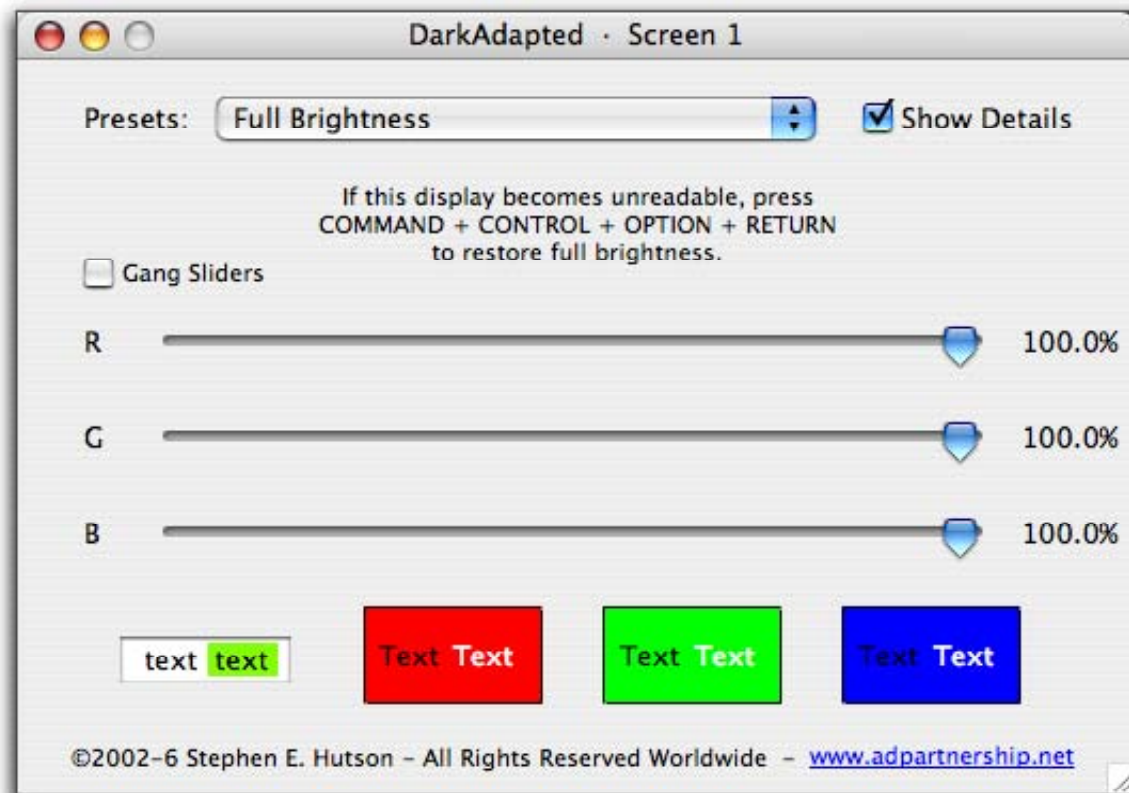 DarkAdapted · Screen 1
Presets: Full Brightness Show Details
If this display becomes unreadable, press
COMMAND + CONTROL + OPTION + RETURN
to restore full brightness.
Gang Sliders
R 100.0%
G 100.0%
B 100.0%
text text Text Text Text Text Text Text
©2002-6 Stephen E. Hutson – All Rights Reserved Worldwide – www.adpartnership.net